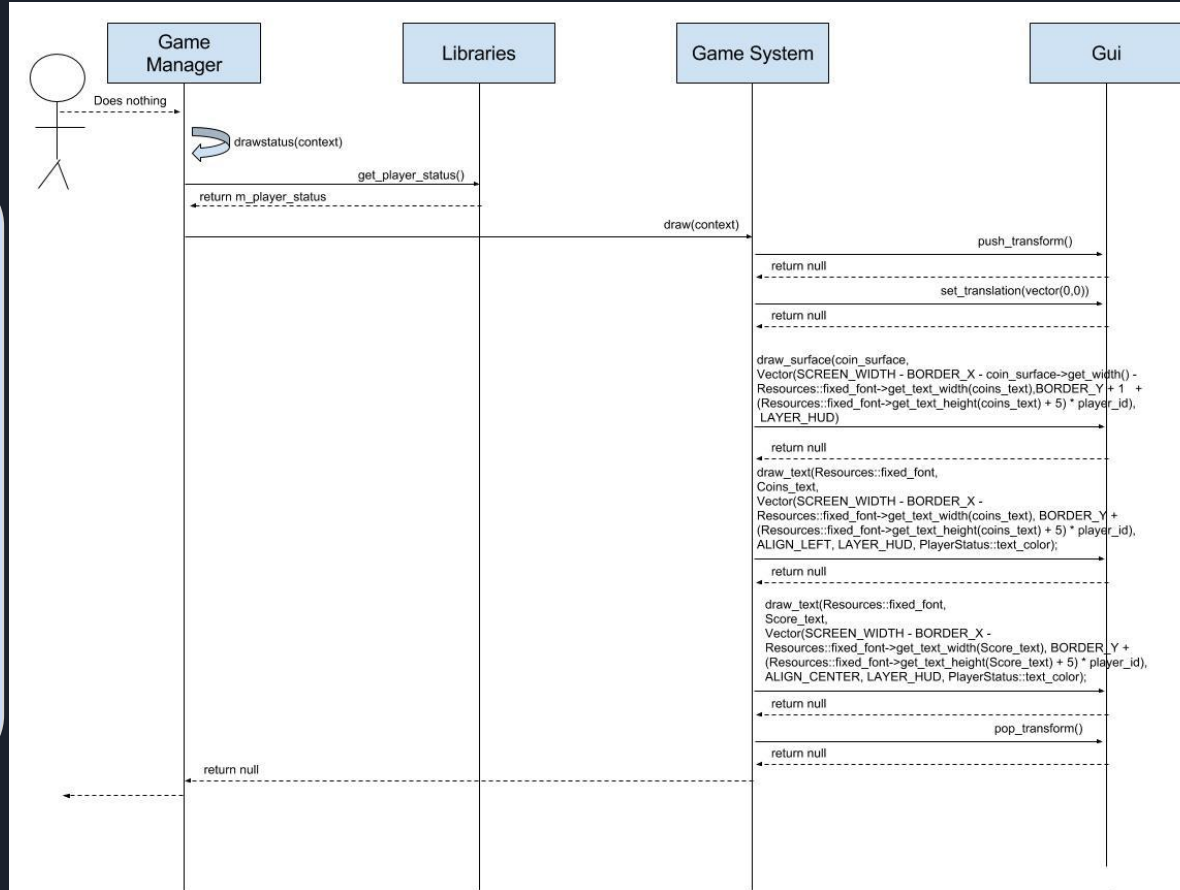 Game
Manager
Libraries
Game System
Gui
Does nothing
drawstatus(context)
get_player_status()
return m_player_status
draw(context)
push_transform()
return null
set_translation(vector(0,0))
return null
draw_surface(coin_surface,
Vector(SCREEN_WIDTH - BORDER_X - coin_surface->get_width() -
Resources::fixed_font->get_text_width(coins_text),BORDER_Y + 1 +
(Resources::fixed_font->get_text_height(coins_text) + 5) * player_id),
LAYER_HUD)
return null
draw_text(Resources::fixed_font,
Coins_text,
Vector(SCREEN_WIDTH - BORDER_X -
Resources::fixed_font->get_text_width(coins_text), BORDER_Y +
(Resources::fixed_font->get_text_height(coins_text) + 5) * player_id),
ALIGN_LEFT, LAYER_HUD, PlayerStatus::text_color);
return null
draw_text(Resources::fixed_font,
Score_text,
Vector(SCREEN_WIDTH - BORDER_X -
Resources::fixed_font->get_text_width(Score_text), BORDER_Y +
(Resources::fixed_font->get_text_height(Score_text) + 5) * player_id),
ALIGN_CENTER, LAYER_HUD, PlayerStatus::text_color);
return null
pop_transform()
return null
return null